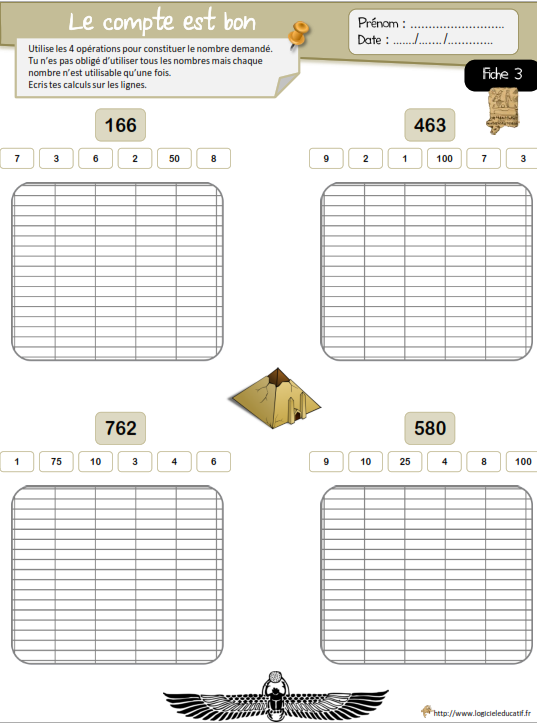 Le compte est bon
Prénom : ............................
Date : ......./....... /.............
Utilise les 4 opérations pour constituer le nombre demandé.
Tu n'es pas obligé d'utiliser tous les nombres mais chaque
nombre n'est utilisable qu'une fois.
Ecris tes calculs sur les lignes.
Fiche 3
166
7 3 6 2 50 8
463
9 2 1 100 7 3
762
1 75 10 3 4 6
580
9 10 25 4 8 100
http://www.logicieleducatif.fr